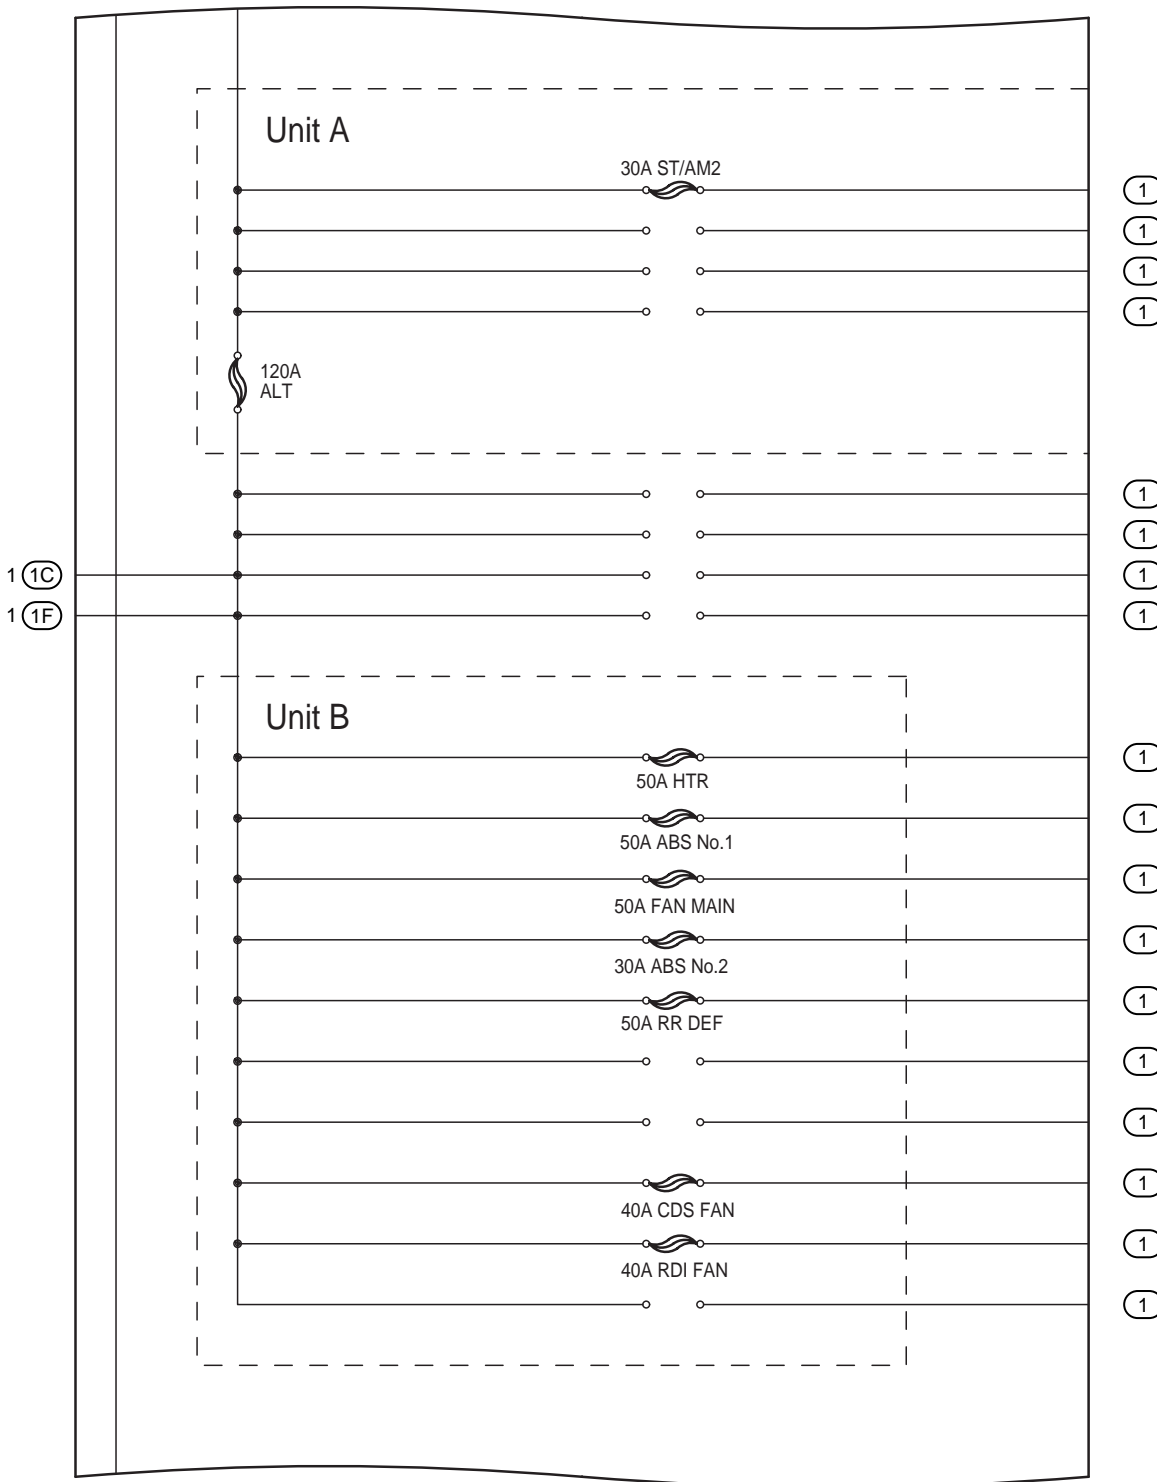 Unit A
30A ST/AM2
1
1
1
1
120A
ALT
1
1
1 1C
1
1 1F
1
Unit B
50A HTR
1
50A ABS No.1
1
50A FAN MAIN
1
30A ABS No.2
1
50A RR DEF
1
1
1
40A CDS FAN
1
40A RDI FAN
1
1